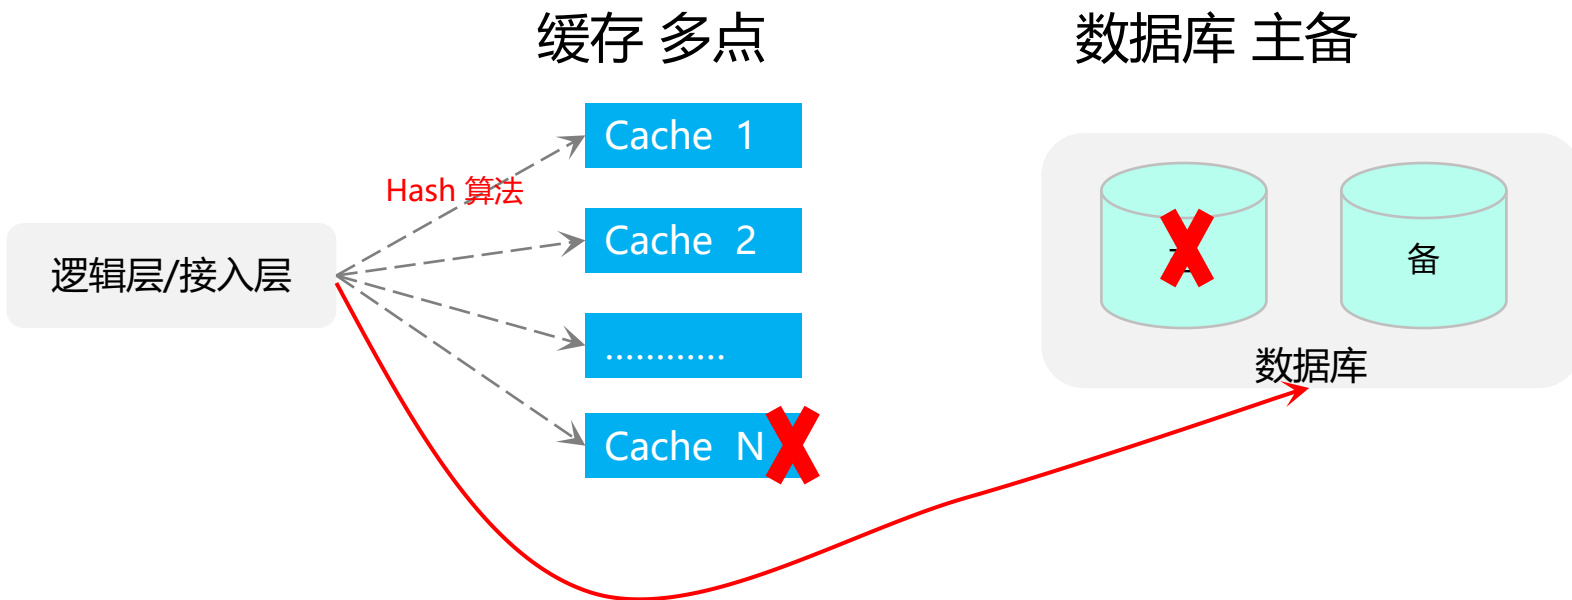 缓存 多点
数据库 主备
Cache 1
Hash 算法
Cache 2
逻辑层/接入层
备
............
数据库
Cache N